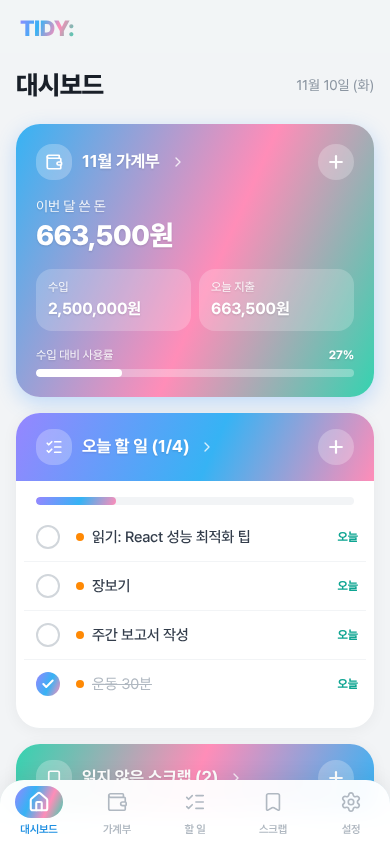 TIDY:
대시보드
11월 10일 (화)
11월 가계부
이번 달 쓴 돈
663,500원
수입
2,500,000원
오늘 지출
663,500원
수입 대비 사용률
27%
오늘 할 일 (1/4)
읽기: React 성능 최적화 팁
오늘
장보기
오늘
주간 보고서 작성
오늘
운동 30분
오늘
읽지 않은 스크랩 (2)
대시보드
가계부
할 일
스크랩
설정